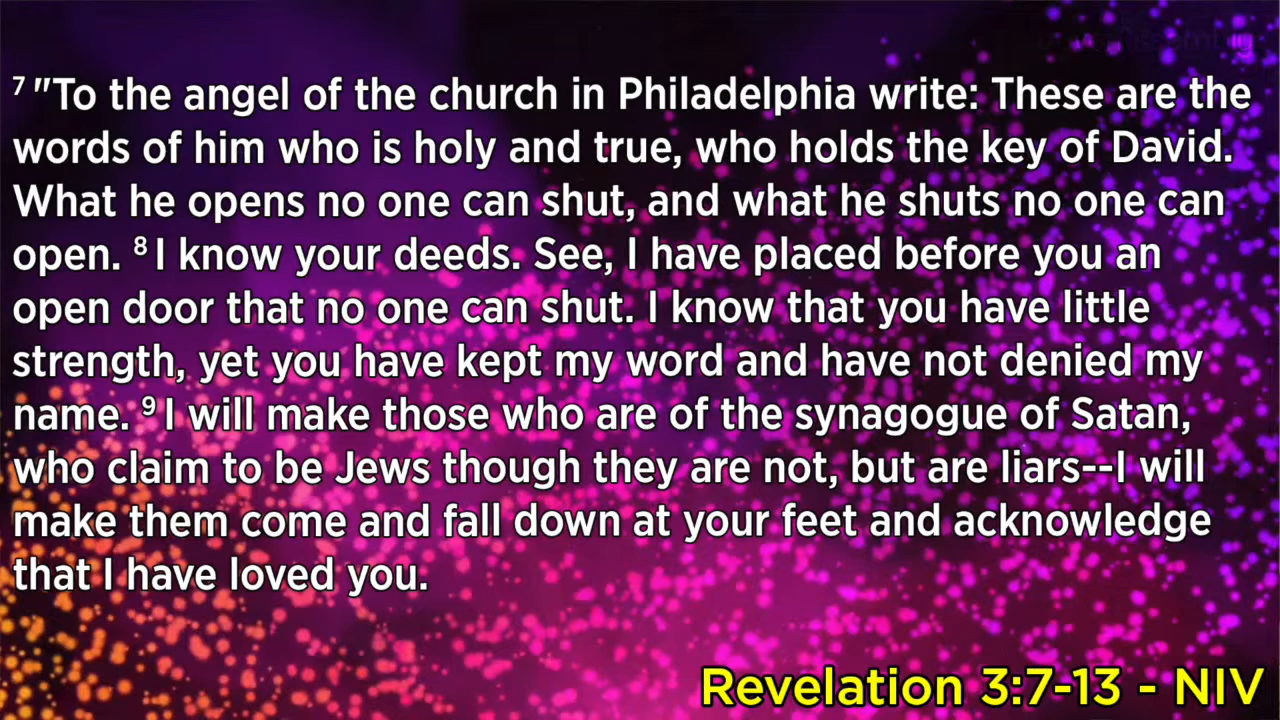 ⁷ "To the angel of the church in Philadelphia write: These are the
words of him who is holy and true, who holds the key of David.
What he opens no one can shut, and what he shuts no one can
open. ⁸ I know your deeds. See, I have placed before you an
open door that no one can shut. I know that you have little
strength, yet you have kept my word and have not denied my
name. ⁹ I will make those who are of the synagogue of Satan,
who claim to be Jews though they are not, but are liars--I will
make them come and fall down at your feet and acknowledge
that I have loved you.
Revelation 3:7-13 - NIV